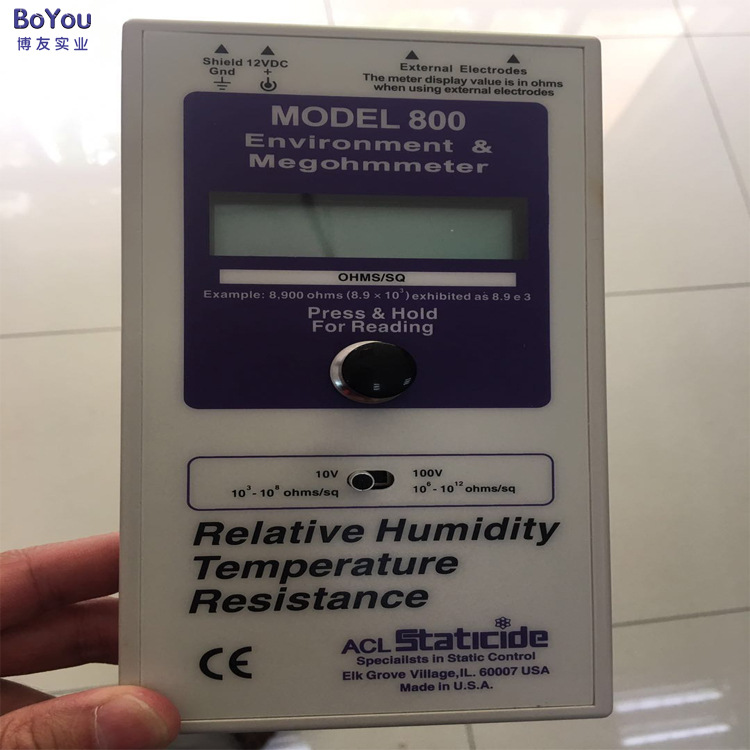 BoYou
博友实业
Shield 12VDC
Gnd +
External Electrodes
The meter display value is in ohms
when using external electrodes
MODEL 800
Environment &
Megohmmeter
OHMS/SQ
Example: 8,900 ohms (8.9 × 10³) exhibited as 8.9 e 3
Press & Hold
For Reading
10V 100V
10³- 10⁸ ohms/sq 10⁶- 10¹² ohms/sq
Relative Humidity
Temperature
Resistance
CE
ACL Staticide
Specialists in Static Control
Elk Grove Village,IL. 60007 USA
Made in U.S.A.